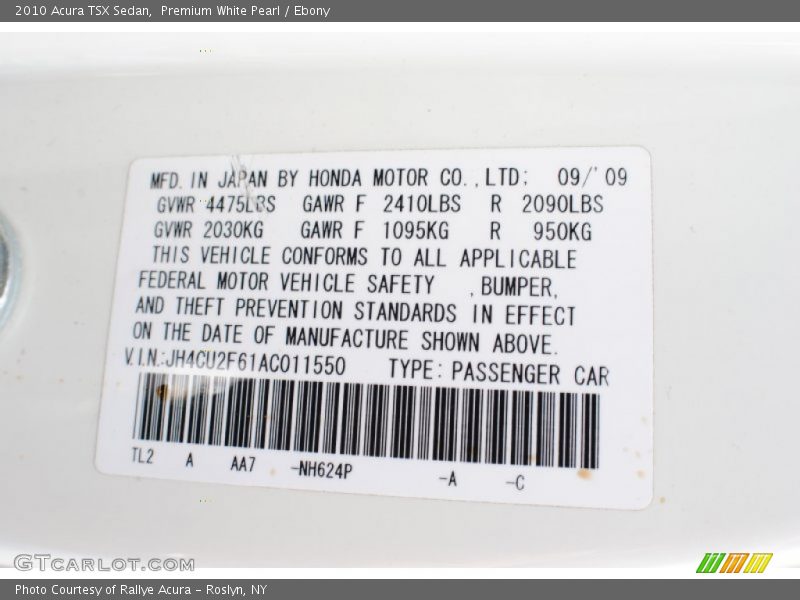 2010 Acura TSX Sedan,  Premium White Pearl / Ebony
MFD. IN JAPAN BY HONDA MOTOR CO.,LTD; 09/'09
GVWR 4475LBS GAWR F 2410LBS R 2090LBS
GVWR 2030KG GAWR F 1095KG R 950KG
THIS VEHICLE CONFORMS TO ALL APPLICABLE
FEDERAL MOTOR VEHICLE SAFETY ,BUMPER,
AND THEFT PREVENTION STANDARDS IN EFFECT
ON THE DATE OF MANUFACTURE SHOWN ABOVE.
V.I.N.:JH4CU2F61AC011550 TYPE: PASSENGER CAR
TL2 A AA7 -NH624P -A -C
GTCARLOT.COM
Photo Courtesy of Rallye Acura - Roslyn, NY